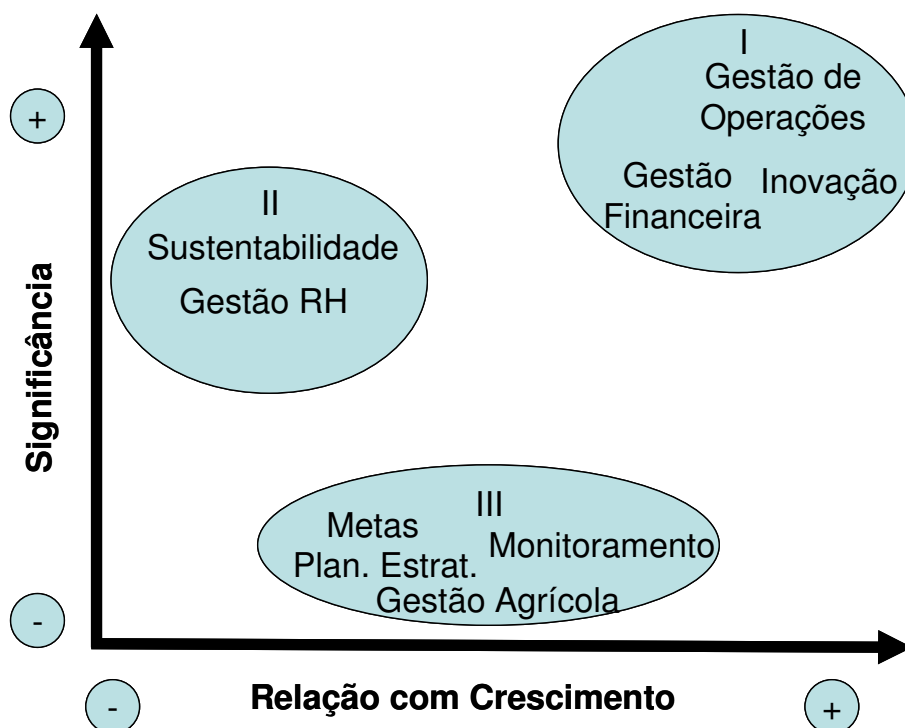 I
Gestão de
Operações
Gestão
Financeira
Inovação
+
II
Sustentabilidade
Gestão RH
Significância
III
Metas
Monitoramento
Plan. Estrat.
Gestão Agrícola
-
-
Relação com Crescimento
+